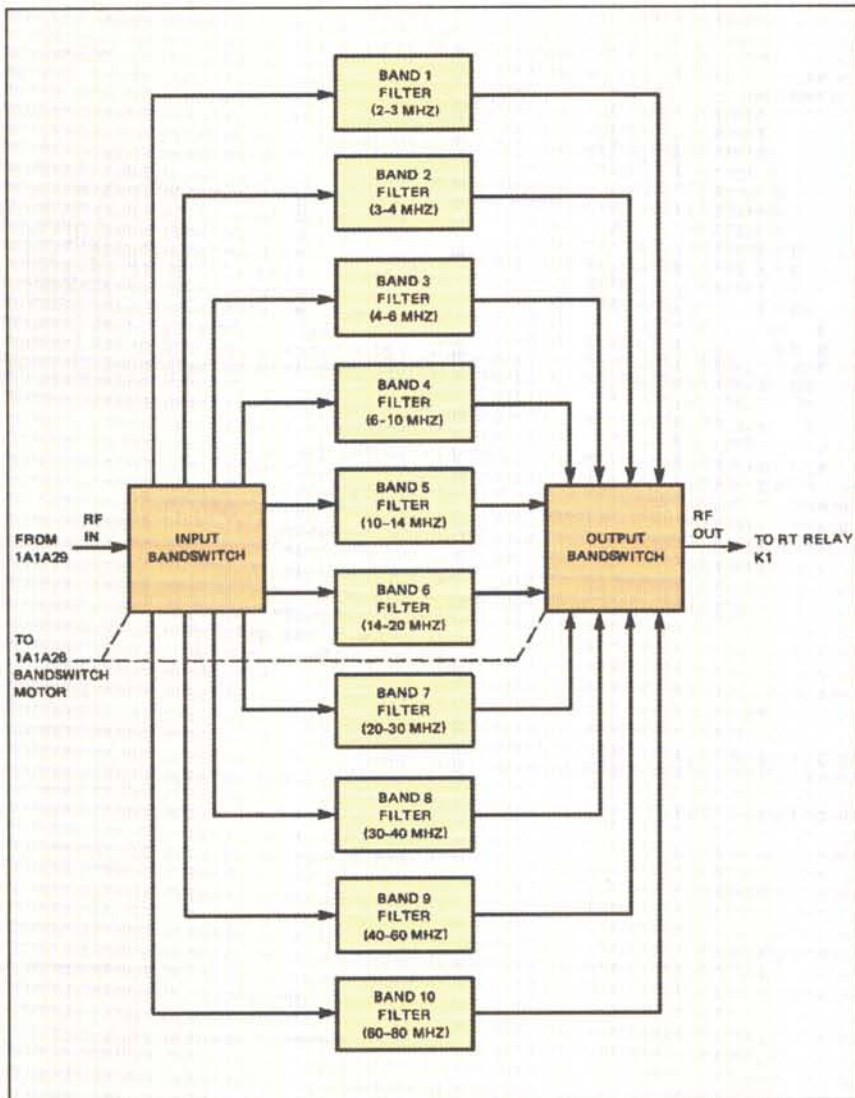 BAND 1
FILTER
(2-3 MHZ)
BAND 2
FILTER
(3-4 MHZ)
BAND 3
FILTER
(4-6 MHZ)
BAND 4
FILTER
(6-10 MHZ)
BAND 5
FILTER
(10-14 MHZ)
FROM
1A1A29
RF
IN
INPUT
BANDSWITCH
OUTPUT
BANDSWITCH
RF
OUT
TO RT RELAY
K1
BAND 6
FILTER
(14-20 MHZ)
TO
1A1A26
BANDSWITCH
MOTOR
BAND 7
FILTER
(20-30 MHZ)
BAND 8
FILTER
(30-40 MHZ)
BAND 9
FILTER
(40-60 MHZ)
BAND 10
FILTER
(60-80 MHZ)